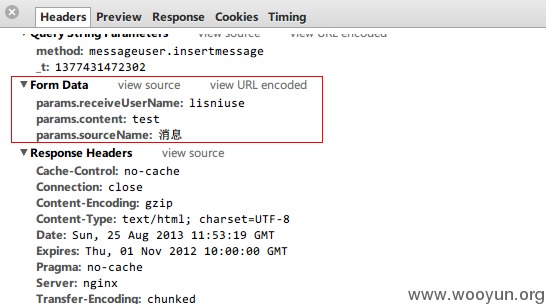 Headers Preview Response Cookies Timing
Query String Parameters view source view URL encoded
method: messageuser.insertmessage
_t: 1377431472302
Form Data view source view URL encoded
params.receiveUserName: lisniuse
params.content: test
params.sourceName: 消息
Response Headers view source
Cache-Control: no-cache
Connection: close
Content-Encoding: gzip
Content-Type: text/html; charset=UTF-8
Date: Sun, 25 Aug 2013 11:53:19 GMT
Expires: Thu, 01 Nov 2012 10:00:00 GMT
Pragma: no-cache
Server: nginx
Transfer-Encoding: chunked
www.wooyun.org